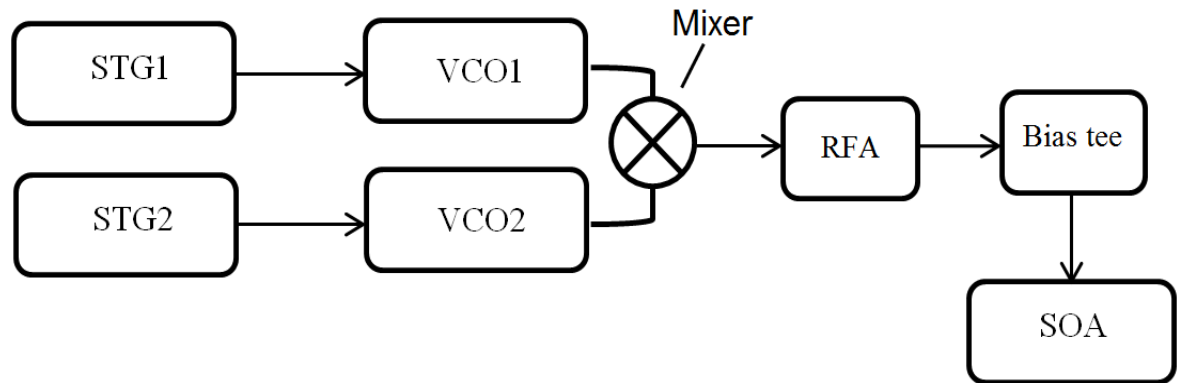 Mixer
STG1
VCO1
RFA
Bias tee
STG2
VCO2
SOA